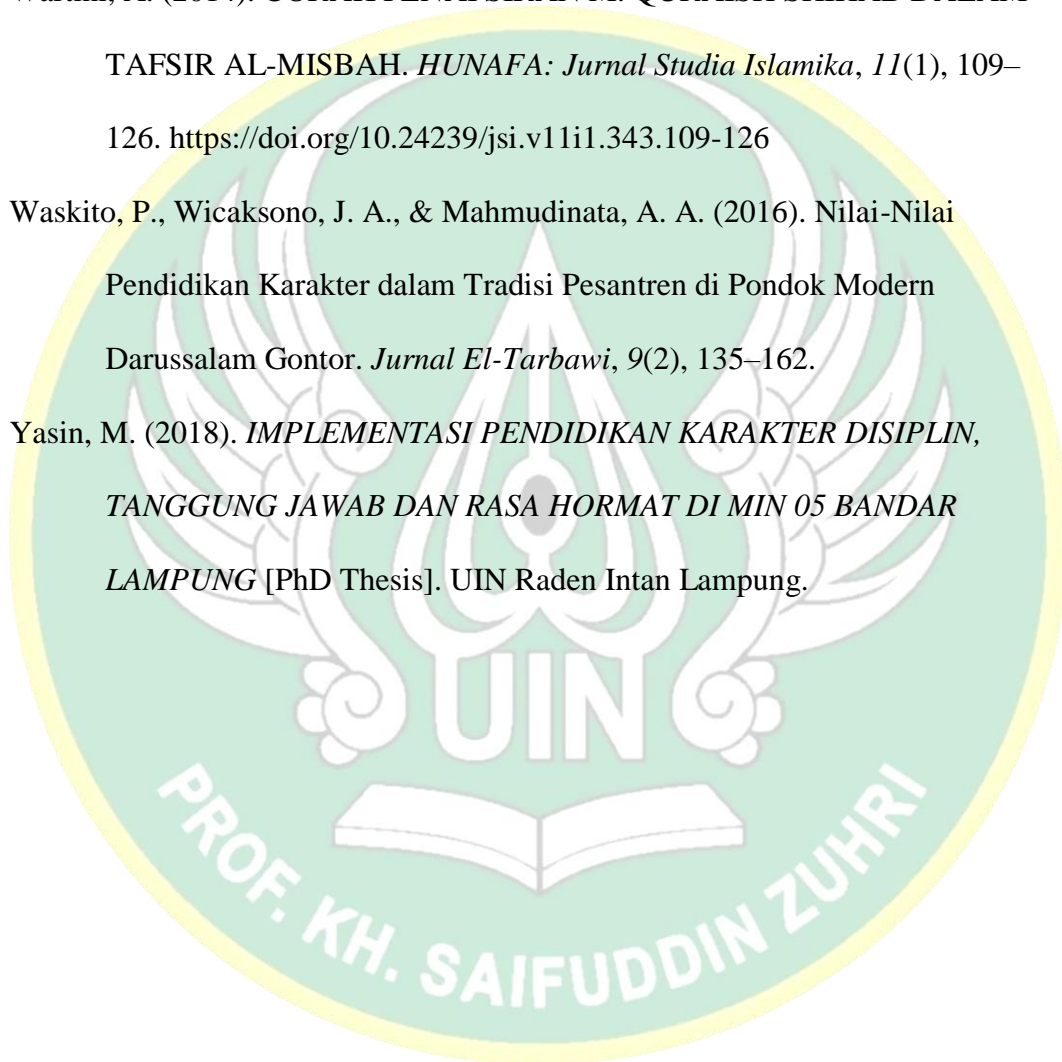 TAFSIR AL-MISBAH. HUNAFA: Jurnal Studia Islamika, 11(1), 109–
126. https://doi.org/10.24239/jsi.v11i1.343.109-126
Waskito, P., Wicaksono, J. A., & Mahmudinata, A. A. (2016). Nilai-Nilai
Pendidikan Karakter dalam Tradisi Pesantren di Pondok Modern
Darussalam Gontor. Jurnal El-Tarbawi, 9(2), 135–162.
Yasin, M. (2018). IMPLEMENTASI PENDIDIKAN KARAKTER DISIPLIN,
TANGGUNG JAWAB DAN RASA HORMAT DI MIN 05 BANDAR
LAMPUNG [PhD Thesis]. UIN Raden Intan Lampung.
UIN
PROF. KH. SAIFUDDIN ZUHRI